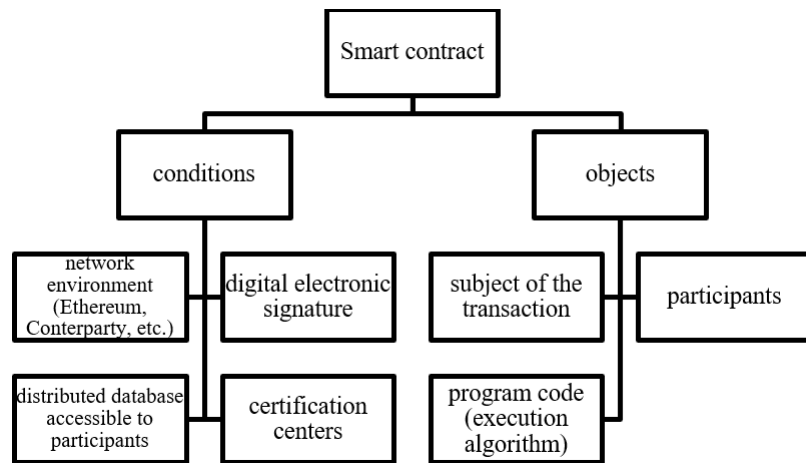 Smart contract
conditions
objects
network
environment
(Ethereum,
Conterparty, etc.)
digital electronic
signature
subject of the
transaction
participants
distributed database
accessible to
participants
certification
centers
program code
(execution
algorithm)